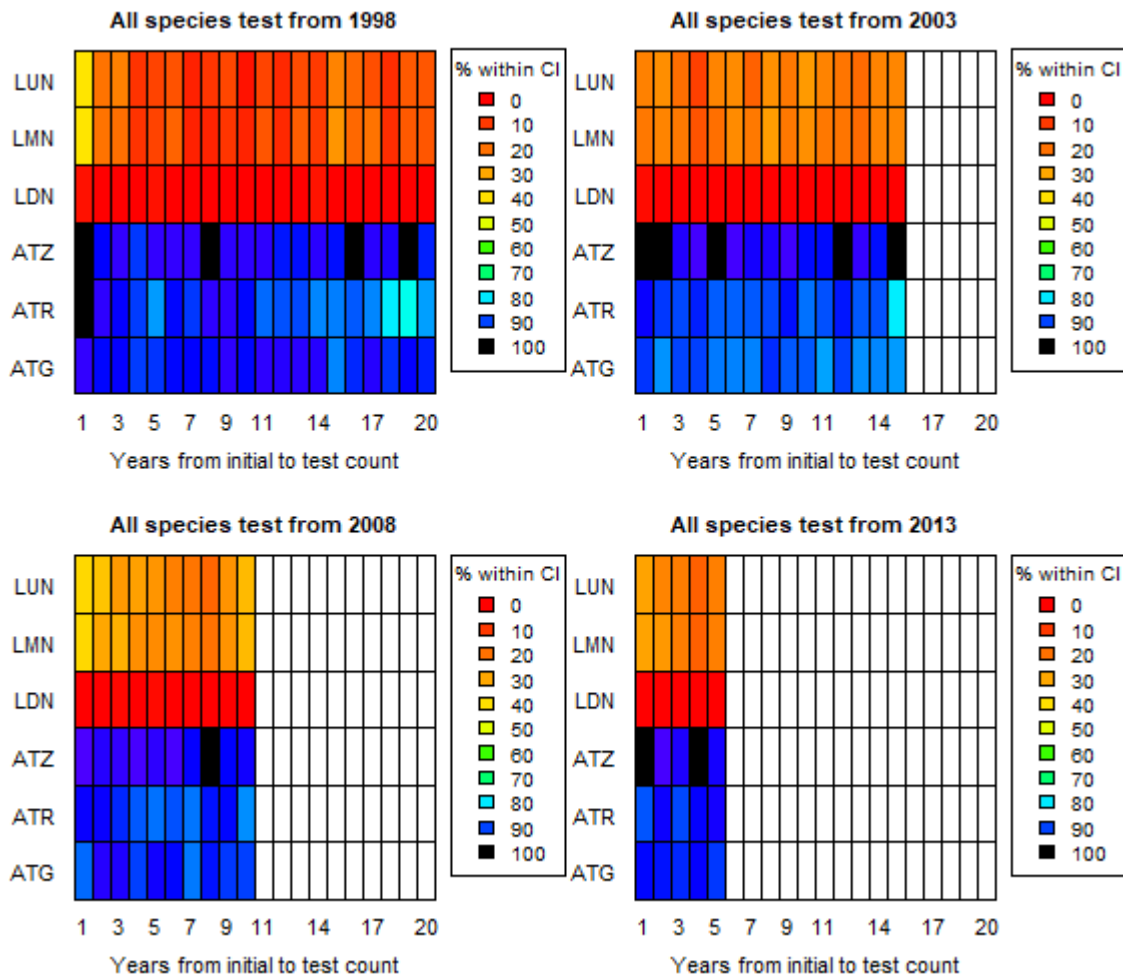 All species test from 1998
LUN
LMN
LDN
ATZ
ATR
ATG
1 3 5 7 9 11 14 17 20
Years from initial to test count
% within CI
0
10
20
30
40
50
60
70
80
90
100
All species test from 2003
LUN
LMN
LDN
ATZ
ATR
ATG
1 3 5 7 9 11 14 17 20
Years from initial to test count
% within CI
0
10
20
30
40
50
60
70
80
90
100
All species test from 2008
LUN
LMN
LDN
ATZ
ATR
ATG
1 3 5 7 9 11 14 17 20
Years from initial to test count
% within CI
0
10
20
30
40
50
60
70
80
90
100
All species test from 2013
LUN
LMN
LDN
ATZ
ATR
ATG
1 3 5 7 9 11 14 17 20
Years from initial to test count
% within CI
0
10
20
30
40
50
60
70
80
90
100